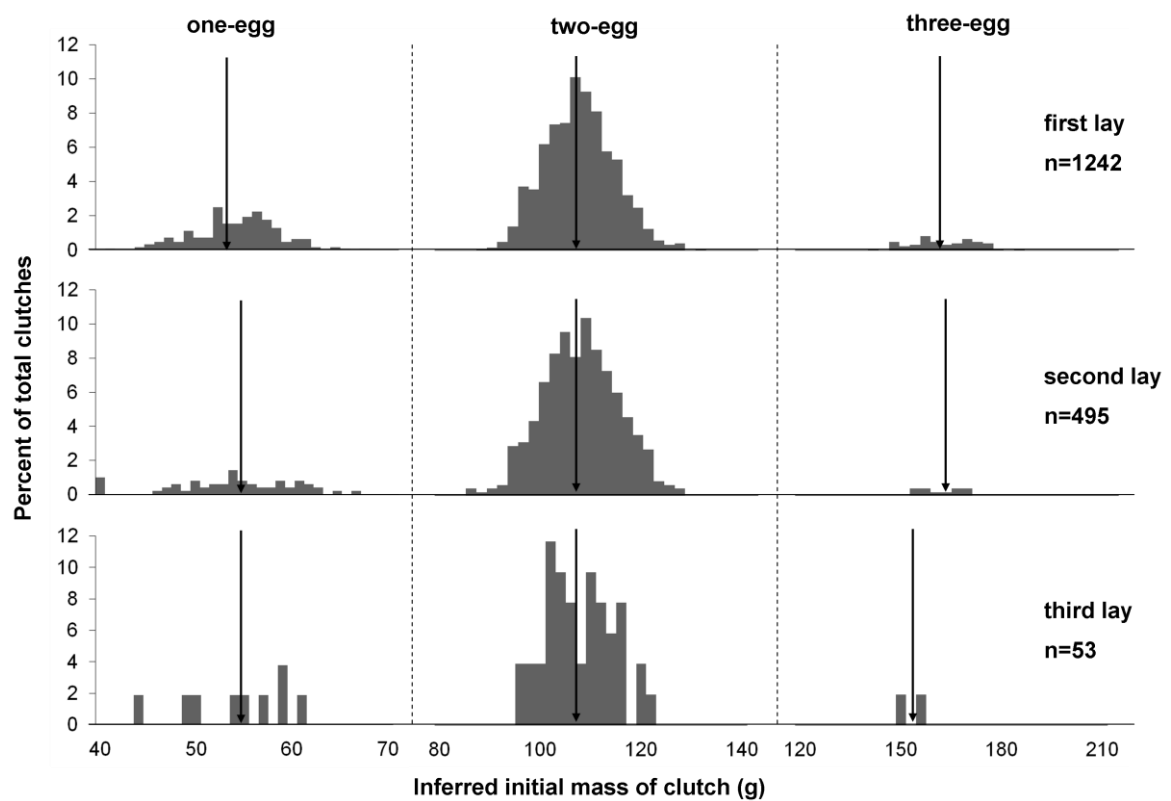 one-egg
two-egg
three-egg
12
10
8
6
4
2
0
first lay
n=1242
12
10
8
6
4
2
0
second lay
n=495
12
10
8
6
4
2
0
third lay
n=53
40 50 60 70 80 100 120 140 120 150 180 210
Percent of total clutches
Inferred initial mass of clutch (g)